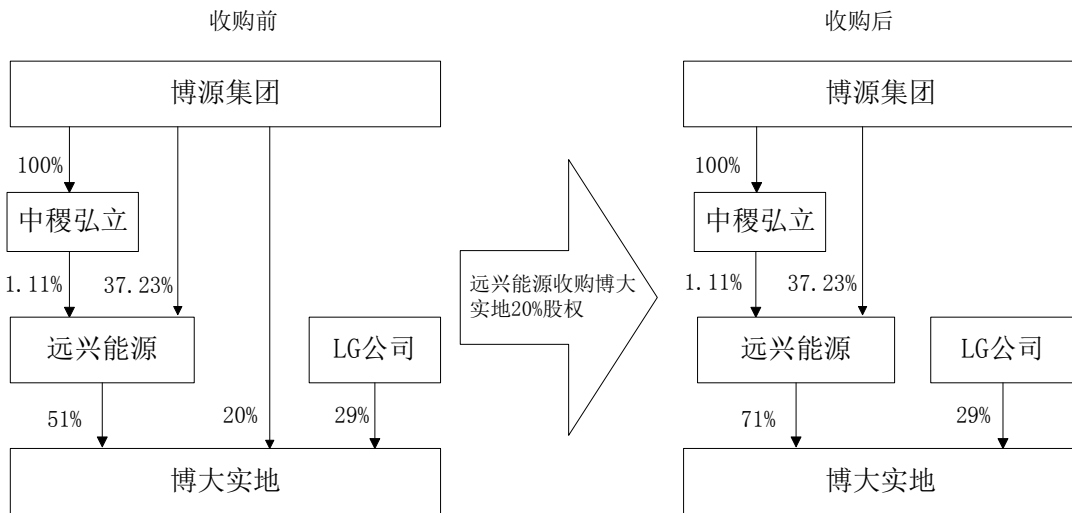 收购前
博源集团
100%
中稷弘立
1.11%
37.23%
远兴能源
LG公司
51%
20%
29%
博大实地
远兴能源收购博大
实地20%股权
收购后
博源集团
100%
中稷弘立
1.11%
37.23%
远兴能源
LG公司
71%
29%
博大实地